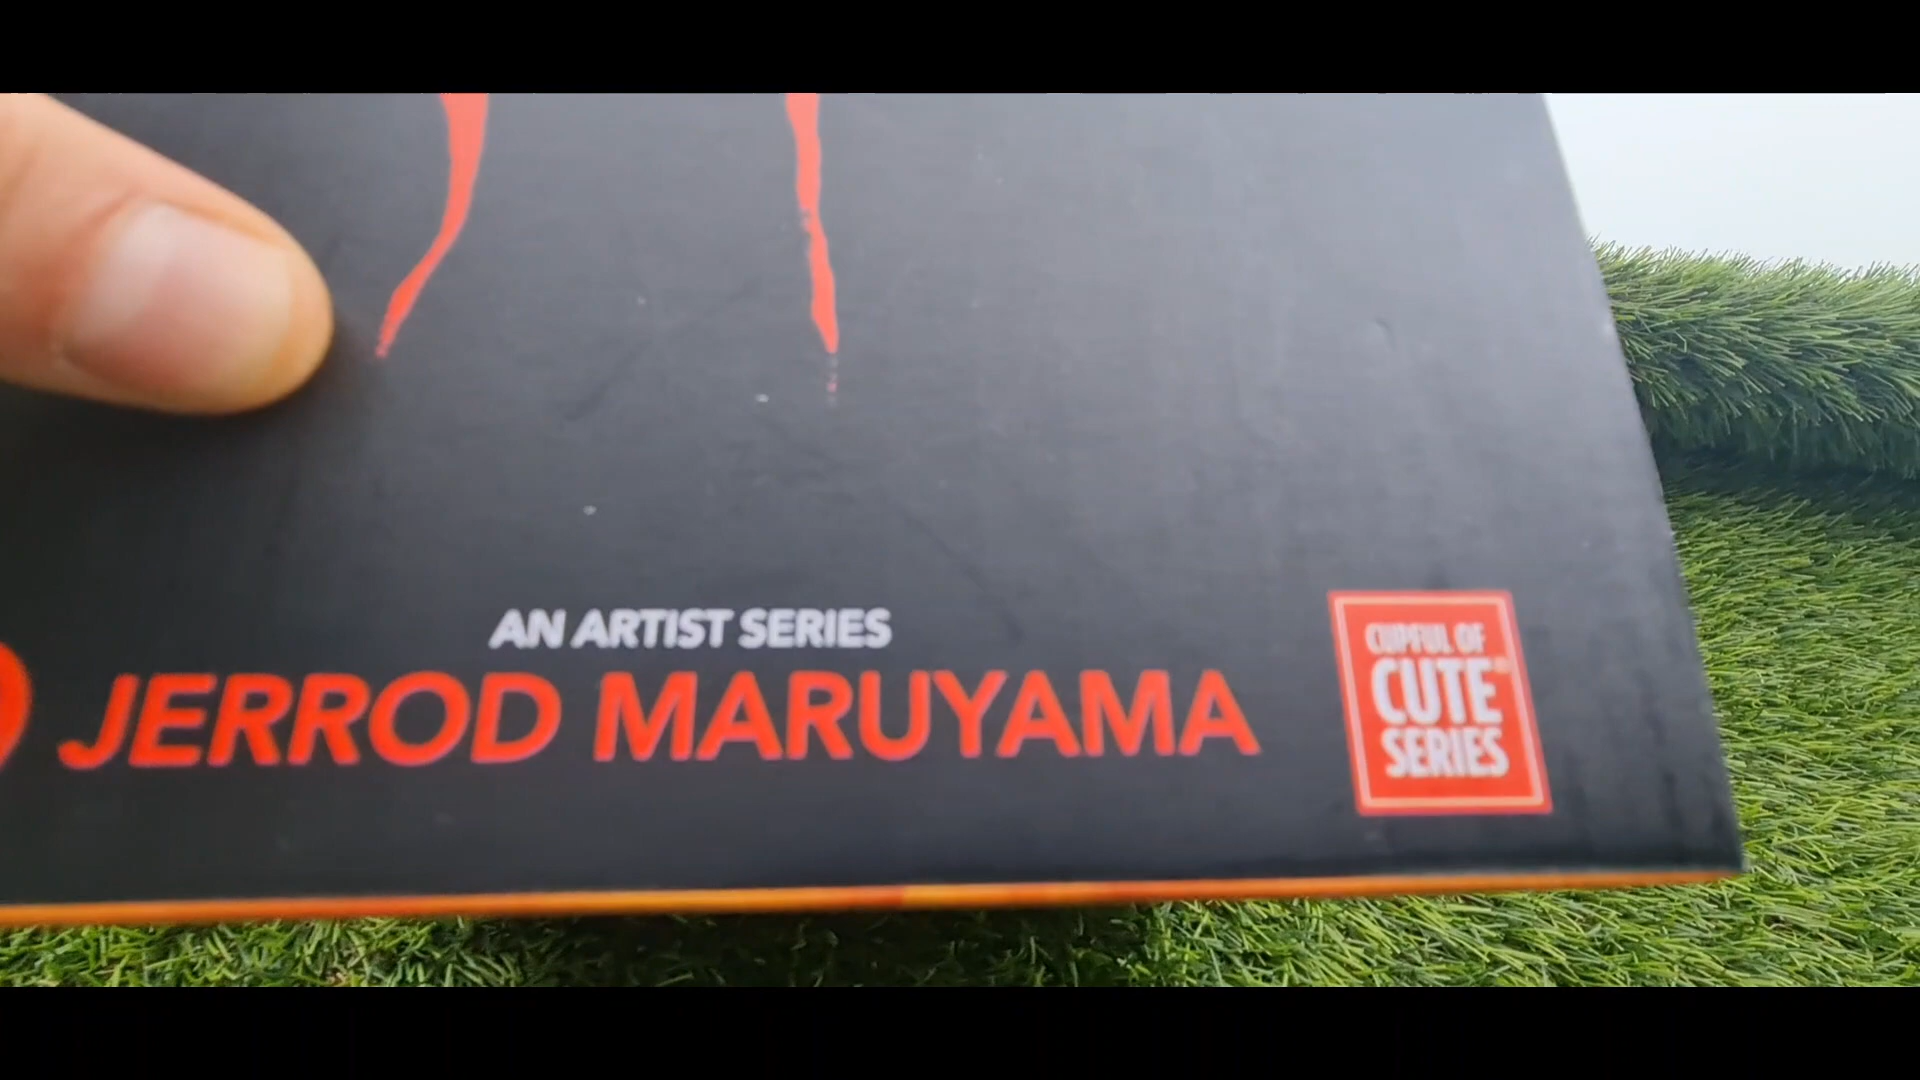 AN ARTIST SERIES
JERROD MARUYAMA
CUPFUL OF
CUTE®
SERIES